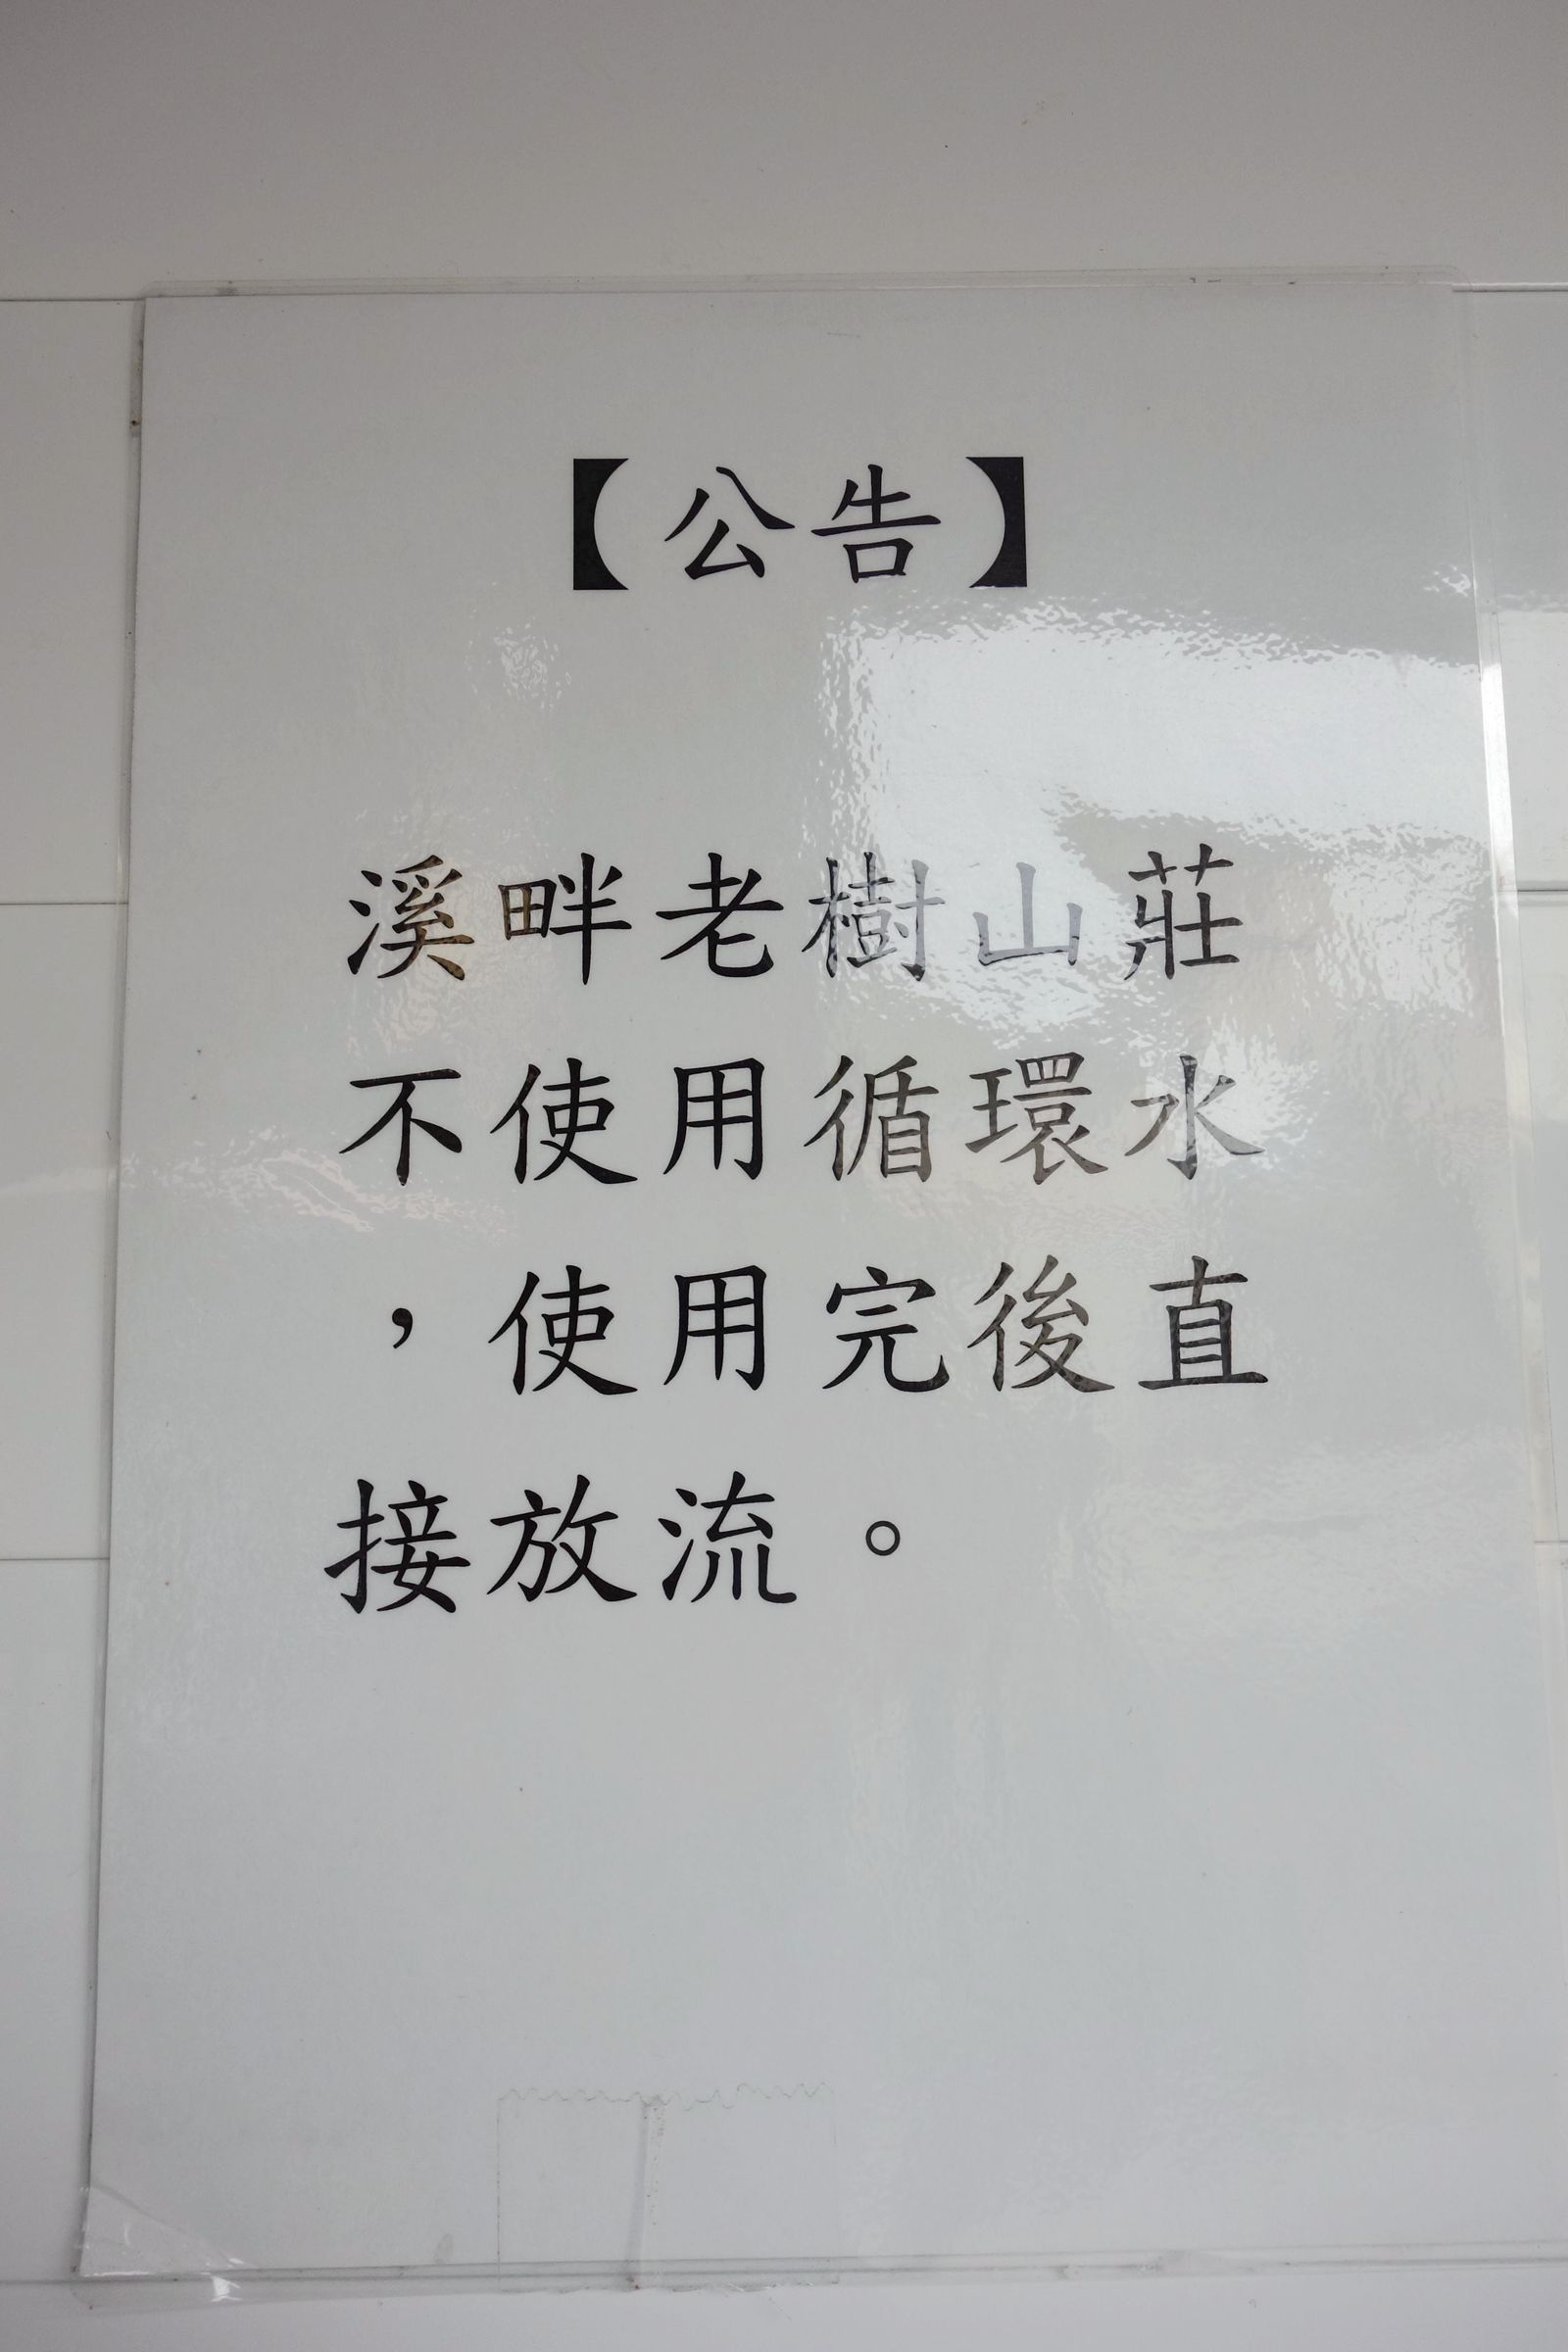 【公告】
溪畔老樹山莊
不使用循環水
，使用完後直
接放流。